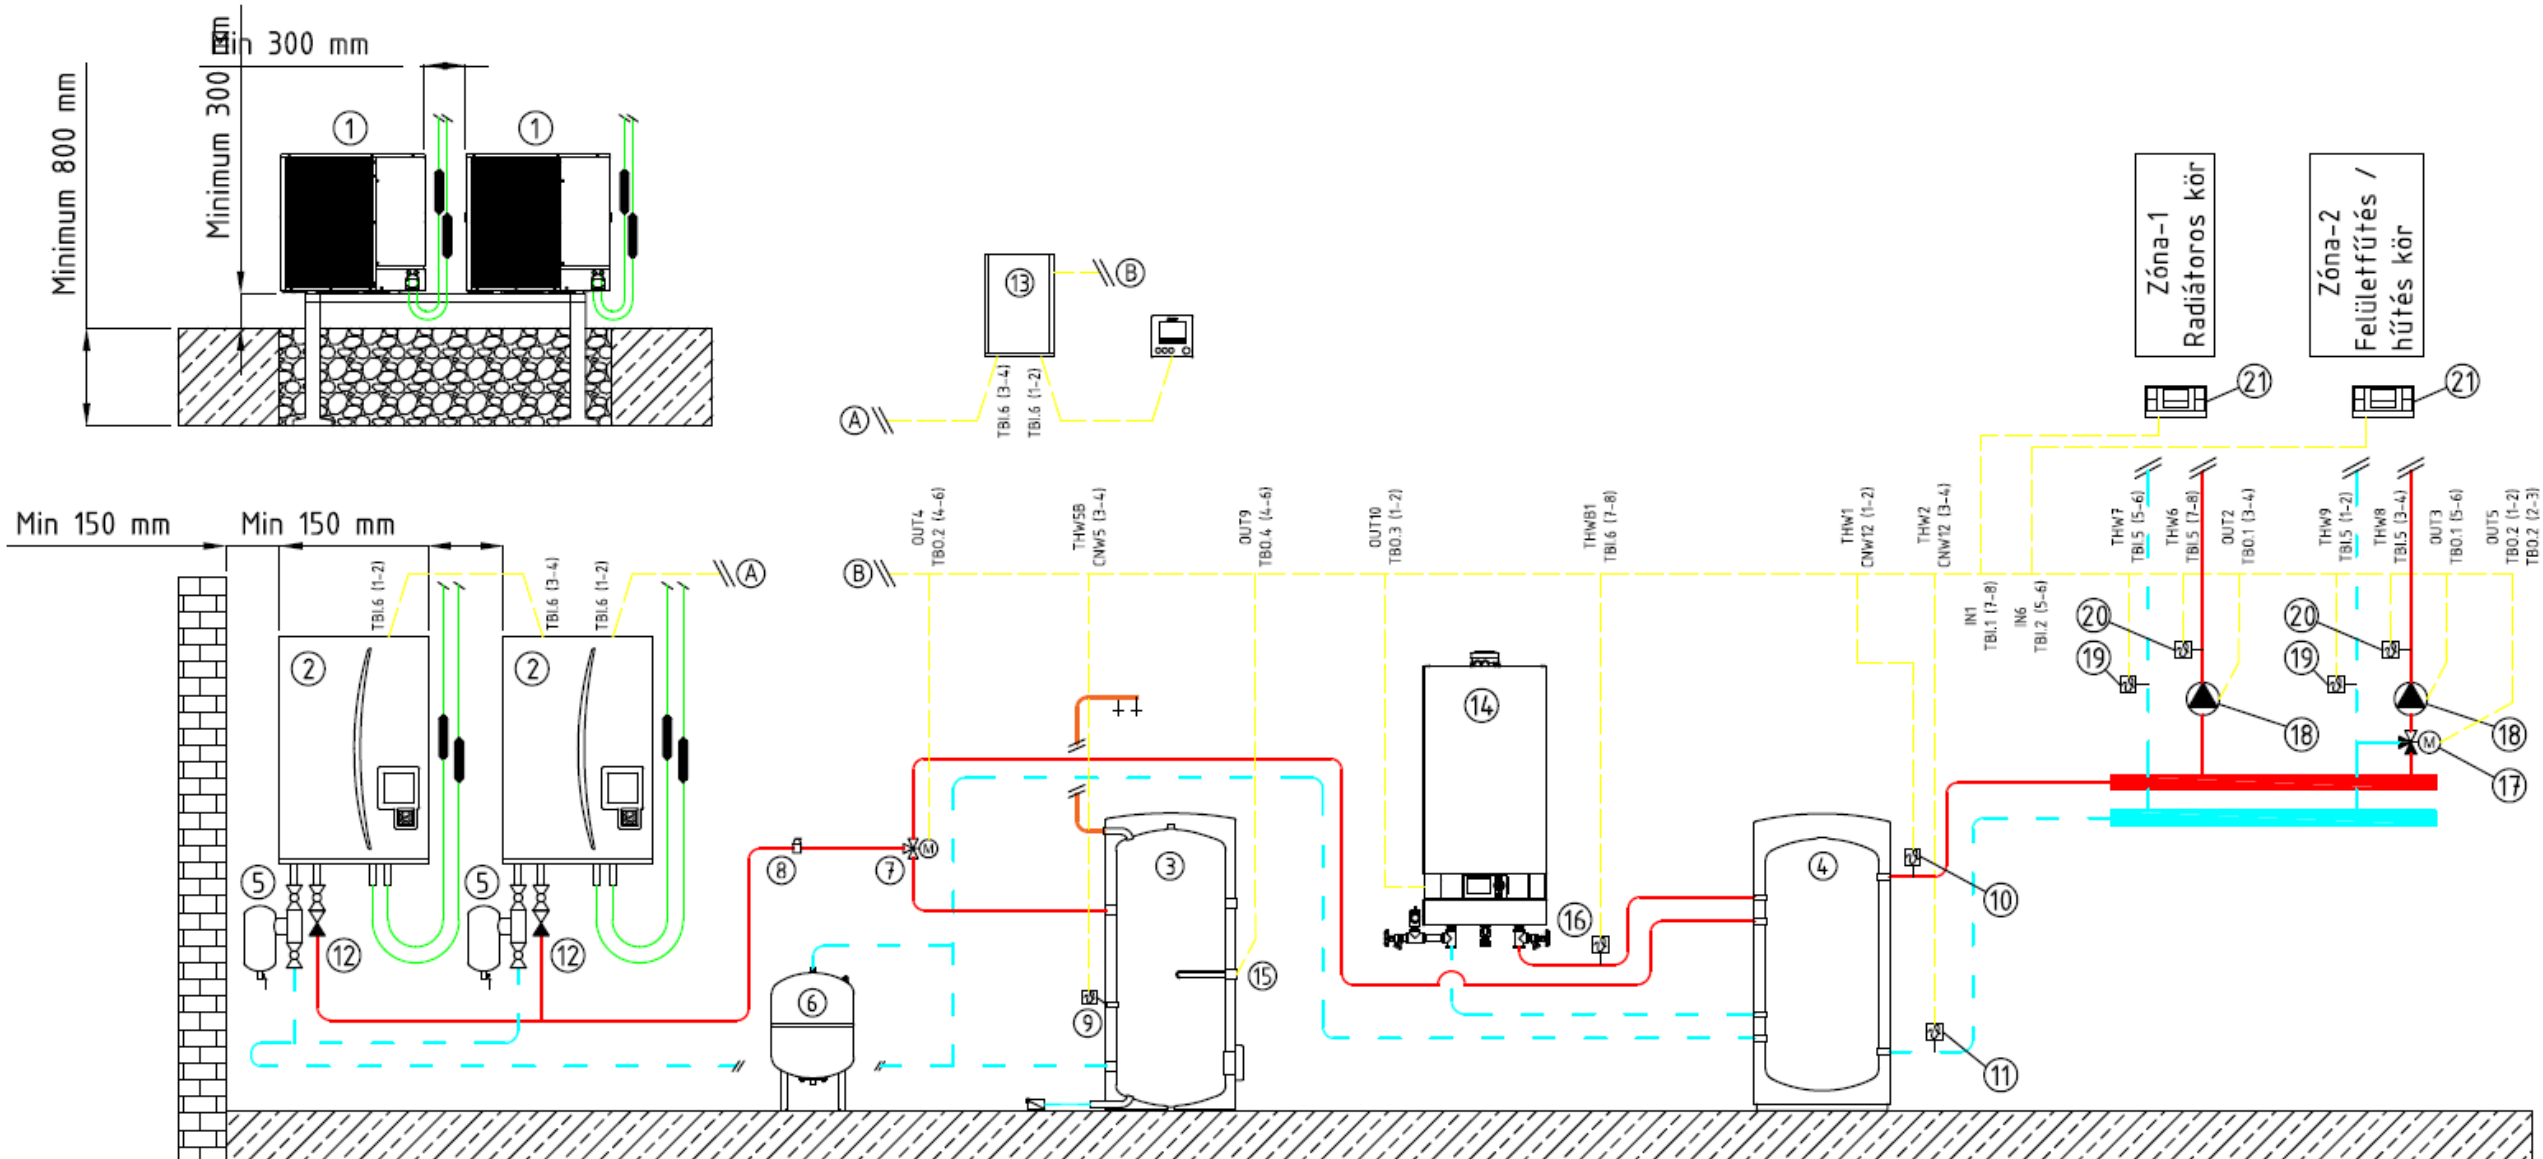 Min 300 mm
Minimum 300 mm
Minimum 800 mm
1
1
13
B
A
TBI.6 (3-4)
TBI.6 (1-2)
Zóna-1
Radiátoros kör
Zóna-2
Felületfűtés /
hűtés kör
21
21
Min 150 mm
Min 150 mm
TBI.6 (1-2)
TBI.6 (3-4)
TBI.6 (1-2)
A
B
OUT4
TBO.2 (4-6)
THW5B
CNW5 (3-4)
OUT9
TBO.4 (4-6)
OUT10
TBO.3 (1-2)
THWB1
TBI.6 (7-8)
THW1
CNW12 (1-2)
THW2
CNW12 (3-4)
IN1
TBI.1 (7-8)
IN6
TBI.2 (5-6)
THW7
TBI.5 (5-6)
THW6
TBI.5 (7-8)
OUT2
TBO.1 (3-4)
THW9
TBI.5 (1-2)
THW8
TBI.5 (3-4)
OUT3
TBO.1 (5-6)
OUT5
TBO.2 (1-2)
TBO.2 (2-3)
2
2
20
19
20
19
18
18
M
17
14
5
5
8
7
M
3
4
10
12
12
16
6
9
15
11